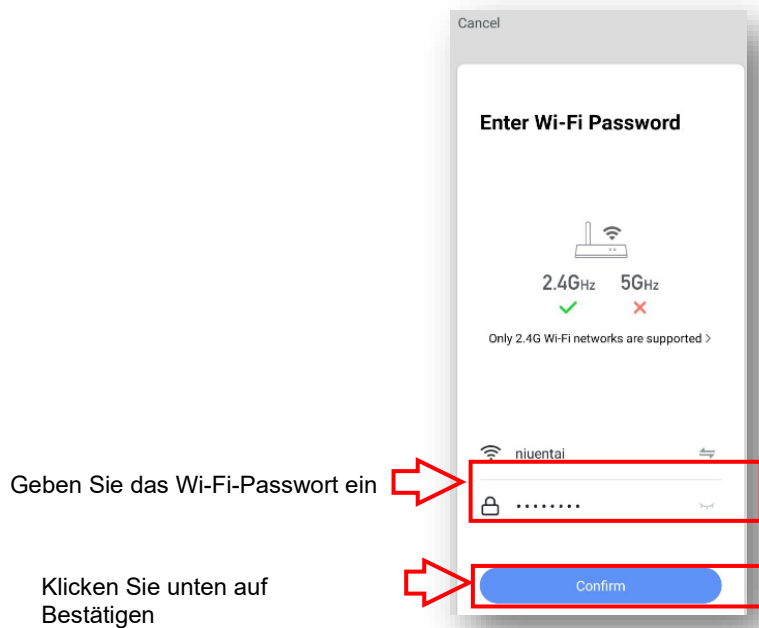 Cancel
Enter Wi-Fi Password
2.4GHz 5GHz
Only 2.4G Wi-Fi networks are supported >
niuentai
Geben Sie das Wi-Fi-Passwort ein
········
Klicken Sie unten auf
Bestätigen
Confirm